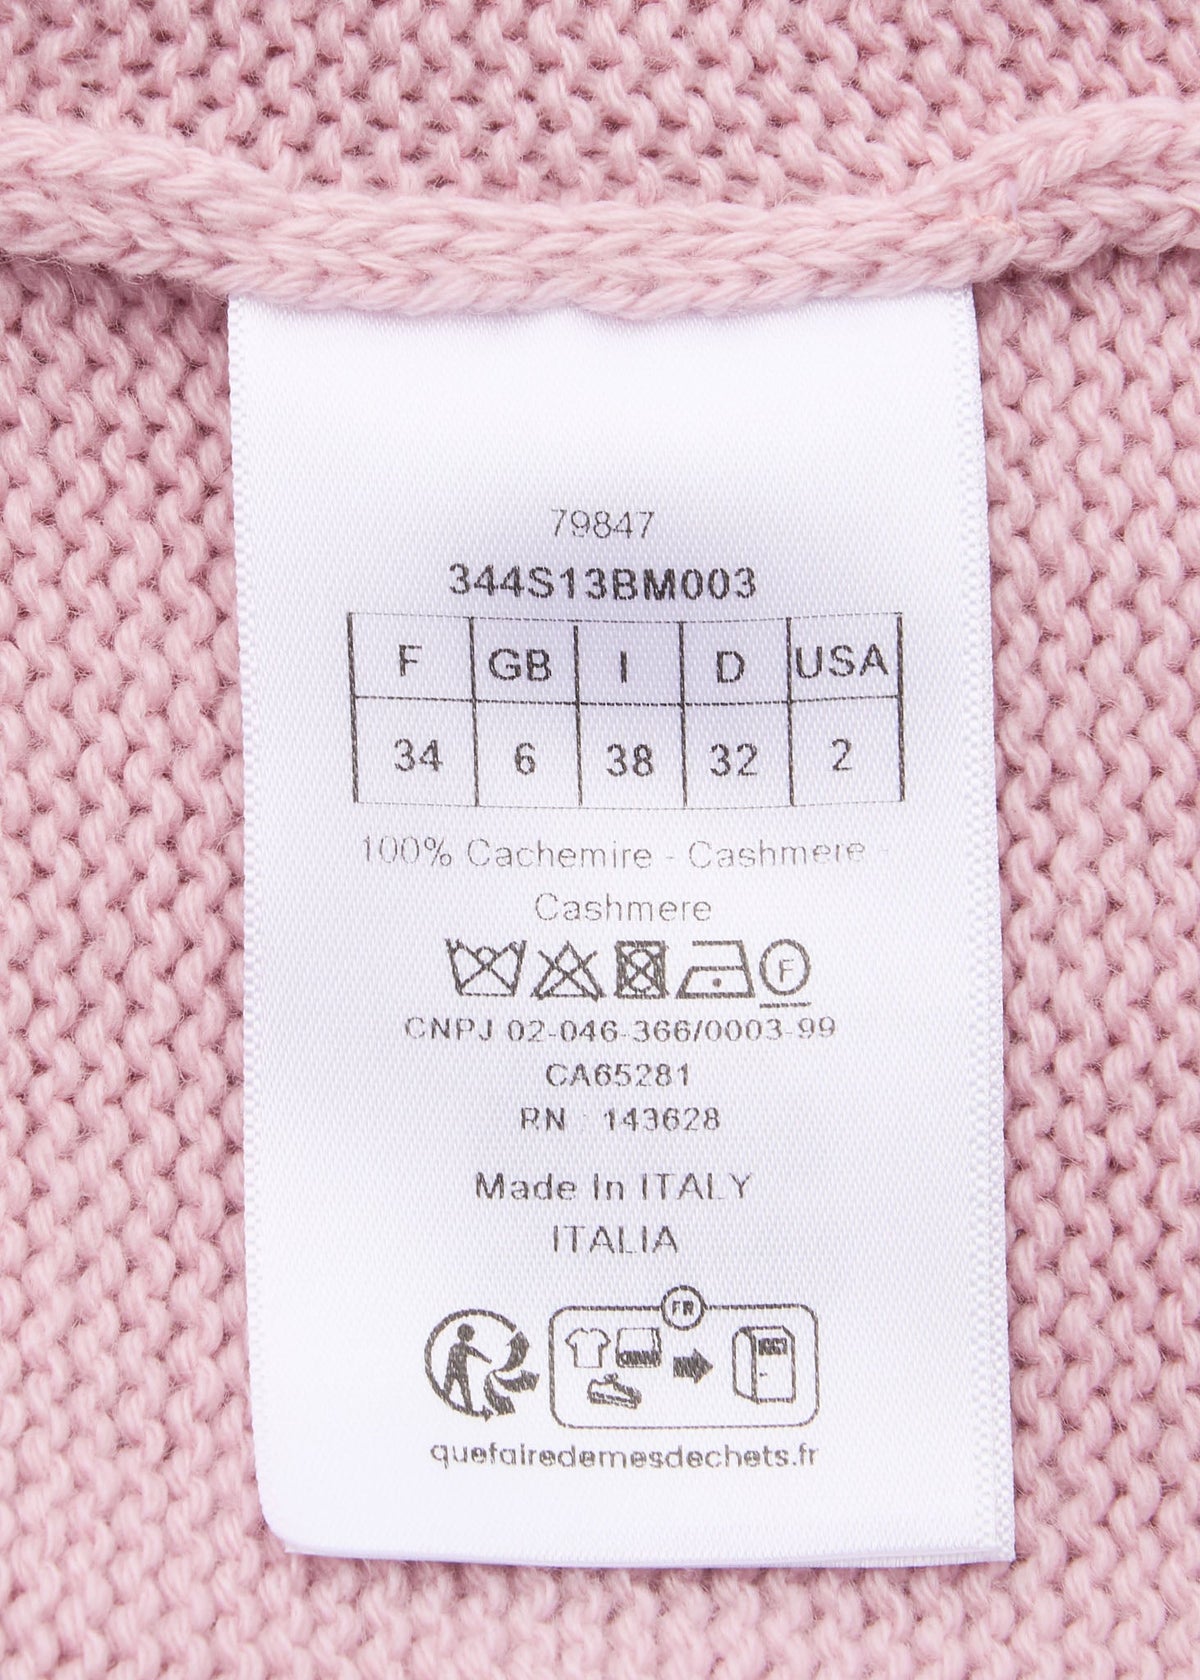 79847
344S13BM003
F GB I D USA
34 6 38 32 2
100% Cachemire - Cashmere -
Cashmere
F
CNPJ 02-046-366/0003-99
CA65281
RN : 143628
Made In ITALY
ITALIA
FR
quefairedemesdechets.fr